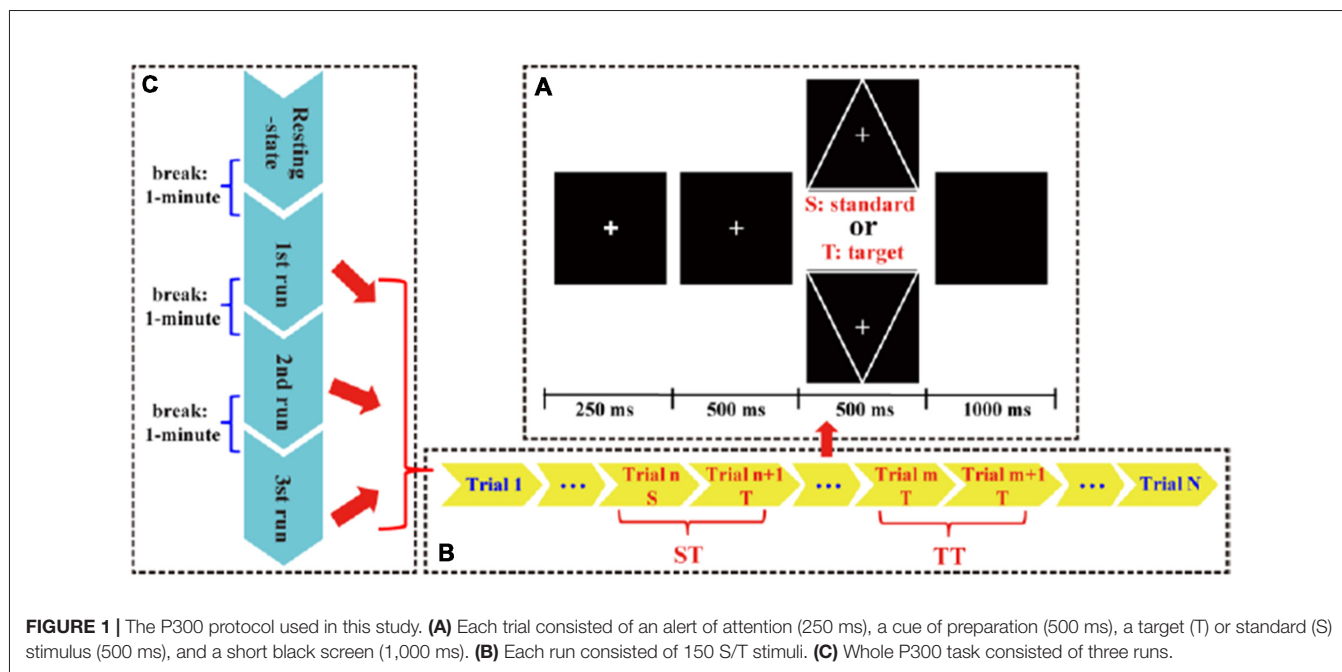 C
Resting
-state
break:
1-minute
1st run
break:
1-minute
2nd run
break:
1-minute
3st run
A
S: standard
or
T: target
250 ms
500 ms
500 ms
1000 ms
Trial 1
...
Trial n
S
Trial n+1
T
...
Trial m
T
Trial m+1
T
...
Trial N
ST
TT
B
FIGURE 1 | The P300 protocol used in this study. (A) Each trial consisted of an alert of attention (250 ms), a cue of preparation (500 ms), a target (T) or standard (S)
stimulus (500 ms), and a short black screen (1,000 ms). (B) Each run consisted of 150 S/T stimuli. (C) Whole P300 task consisted of three runs.